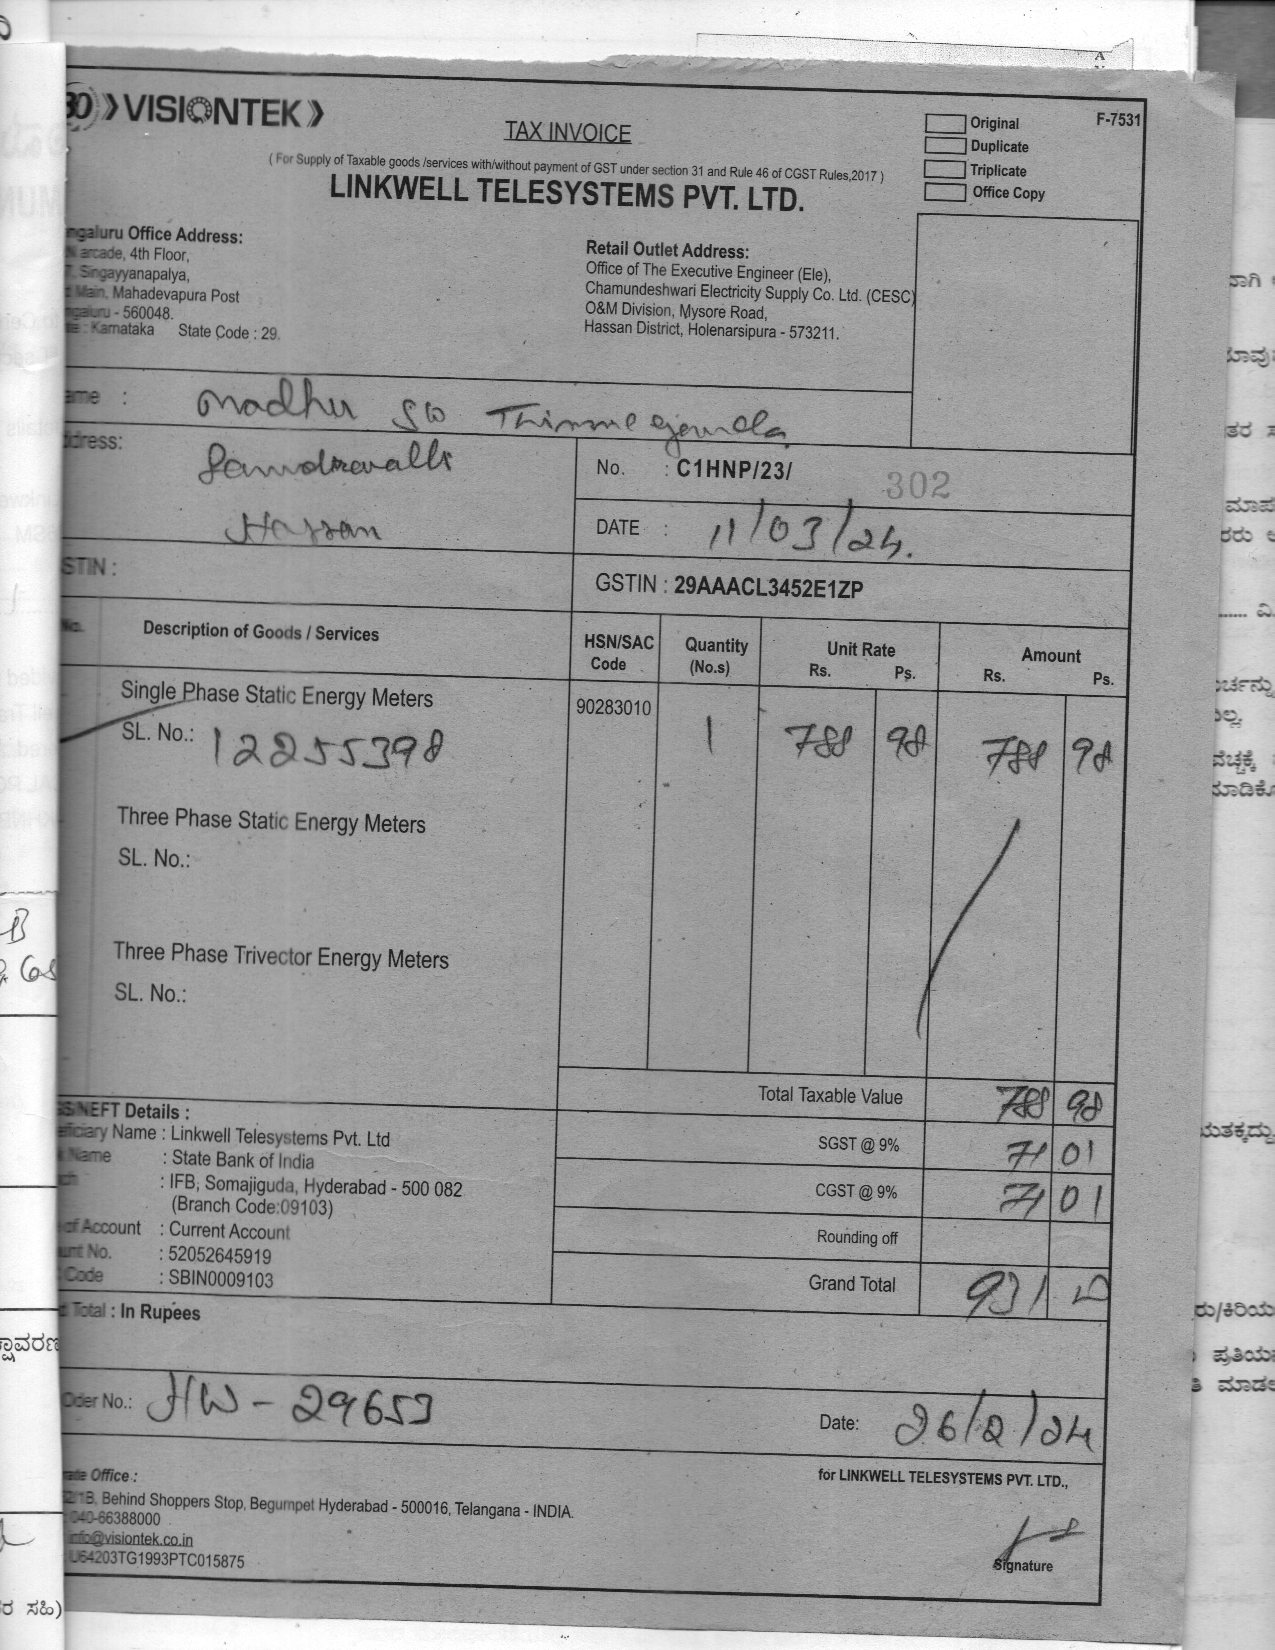 VISIONTEK
F-7531
TAX INVOICE
Original
Duplicate
Triplicate
Office Copy
( For Supply of Taxable goods /services with/without payment of GST under section 31 and Rule 46 of CGST Rules,2017 )
LINKWELL TELESYSTEMS PVT. LTD.
Office Address:
arcade, 4th Floor,
Singayyanapalya,
Main, Mahadevapura Post
- 560048.
: Karnataka State Code : 29.
Retail Outlet Address:
Office of The Executive Engineer (Ele),
Chamundeshwari Electricity Supply Co. Ltd. (CESC)
O&M Division, Mysore Road,
Hassan District, Holenarsipura - 573211.
: Madhu S/o Thimmegowda
Hassan
No. : C1HNP/23/ 302
DATE : 11/03/24.
GSTIN : 29AAACL3452E1ZP
Description of Goods / Services HSN/SAC Code Quantity (No.s) Unit Rate Rs. Ps. Amount Rs. Ps.
Single Phase Static Energy Meters 90283010 1 788 98 788 98
SL. No.: 12255398
Three Phase Static Energy Meters
SL. No.:
Three Phase Trivector Energy Meters
SL. No.:
Total Taxable Value 788 98
SGST @ 9% 71 01
CGST @ 9% 71 01
Rounding off
Grand Total 931
NEFT Details :
Name : Linkwell Telesystems Pvt. Ltd
Name : State Bank of India
: IFB, Somajiguda, Hyderabad - 500 082
(Branch Code:09103)
of Account : Current Account
No. : 52052645919
Code : SBIN0009103
Total : In Rupees
No.: HW - 29653
Date: 26/2/24
for LINKWELL TELESYSTEMS PVT. LTD.,
Office :
Behind Shoppers Stop, Begumpet Hyderabad - 500016, Telangana - INDIA.
040-66388000
info@visiontek.co.in
U64203TG1993PTC015875
Signature